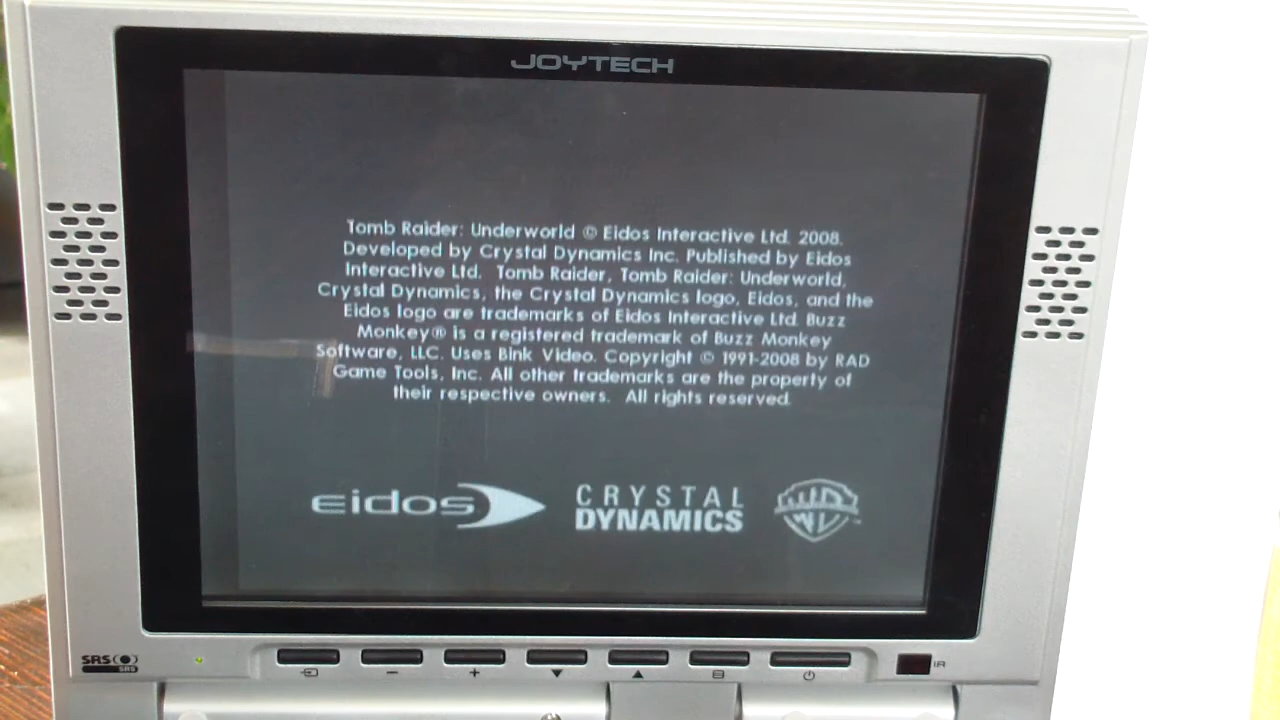 JOYTECH
Tomb Raider: Underworld © Eidos Interactive Ltd. 2008.
Developed by Crystal Dynamics Inc. Published by Eidos
Interactive Ltd. Tomb Raider, Tomb Raider: Underworld,
Crystal Dynamics, the Crystal Dynamics logo, Eidos, and the
Eidos logo are trademarks of Eidos Interactive Ltd. Buzz
Monkey® is a registered trademark of Buzz Monkey
Software, LLC. Uses Bink Video. Copyright © 1991-2008 by RAD
Game Tools, Inc. All other trademarks are the property of
their respective owners. All rights reserved.
eidos
CRYSTAL
DYNAMICS
WB
SRS
SRS
IR